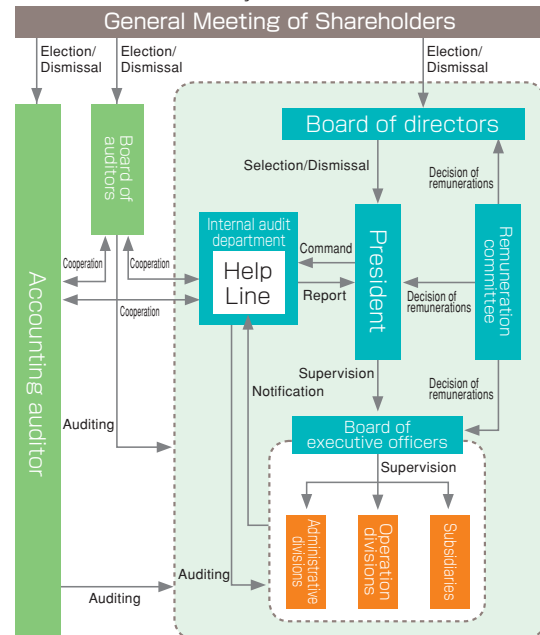 General Meeting of Shareholders
Election/
Dismissal
Election/
Dismissal
Election/
Dismissal
Board of directors
Board of
auditors
Selection/Dismissal
Decision of
remunerations
Internal audit
department
Help
Line
Command
Report
President
Remuneration
committee
Decision of
remunerations
Cooperation
Cooperation
Cooperation
Accounting auditor
Supervision
Notification
Decision of
remunerations
Auditing
Board of
executive officers
Supervision
Administrative
divisions
Operation
divisions
Subsidiaries
Auditing
Auditing